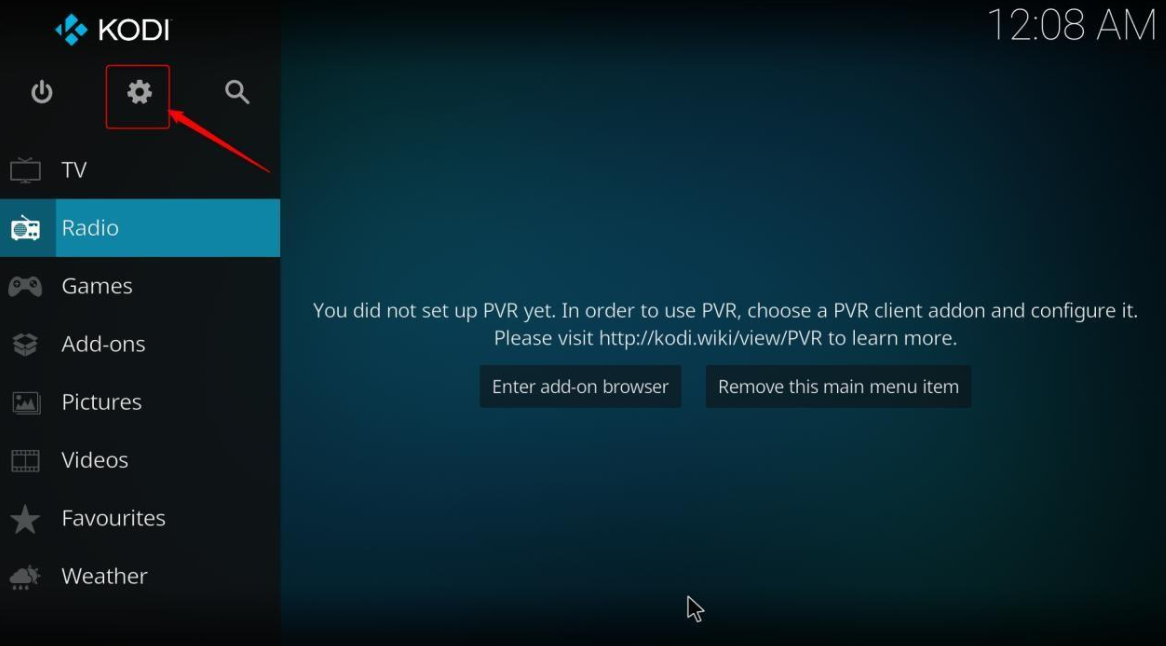 KODI
12:08 AM
TV
Radio
Games
Add-ons
Pictures
Videos
Favourites
Weather
You did not set up PVR yet. In order to use PVR, choose a PVR client addon and configure it.
Please visit http://kodi.wiki/view/PVR to learn more.
Enter add-on browser
Remove this main menu item